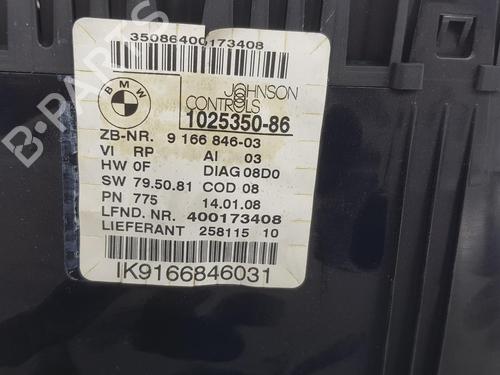 35086400173408
BMW
JOHNSON
CONTROLS
1025350-86
ZB-NR. 9 166 846-03
VI RP AI 03
HW 0F DIAG 08D0
SW 79.50.81 COD 08
PN 775 14.01.08
LFND. NR. 400173408
LIEFERANT 258115 10
IK9166846031
B-PARTS